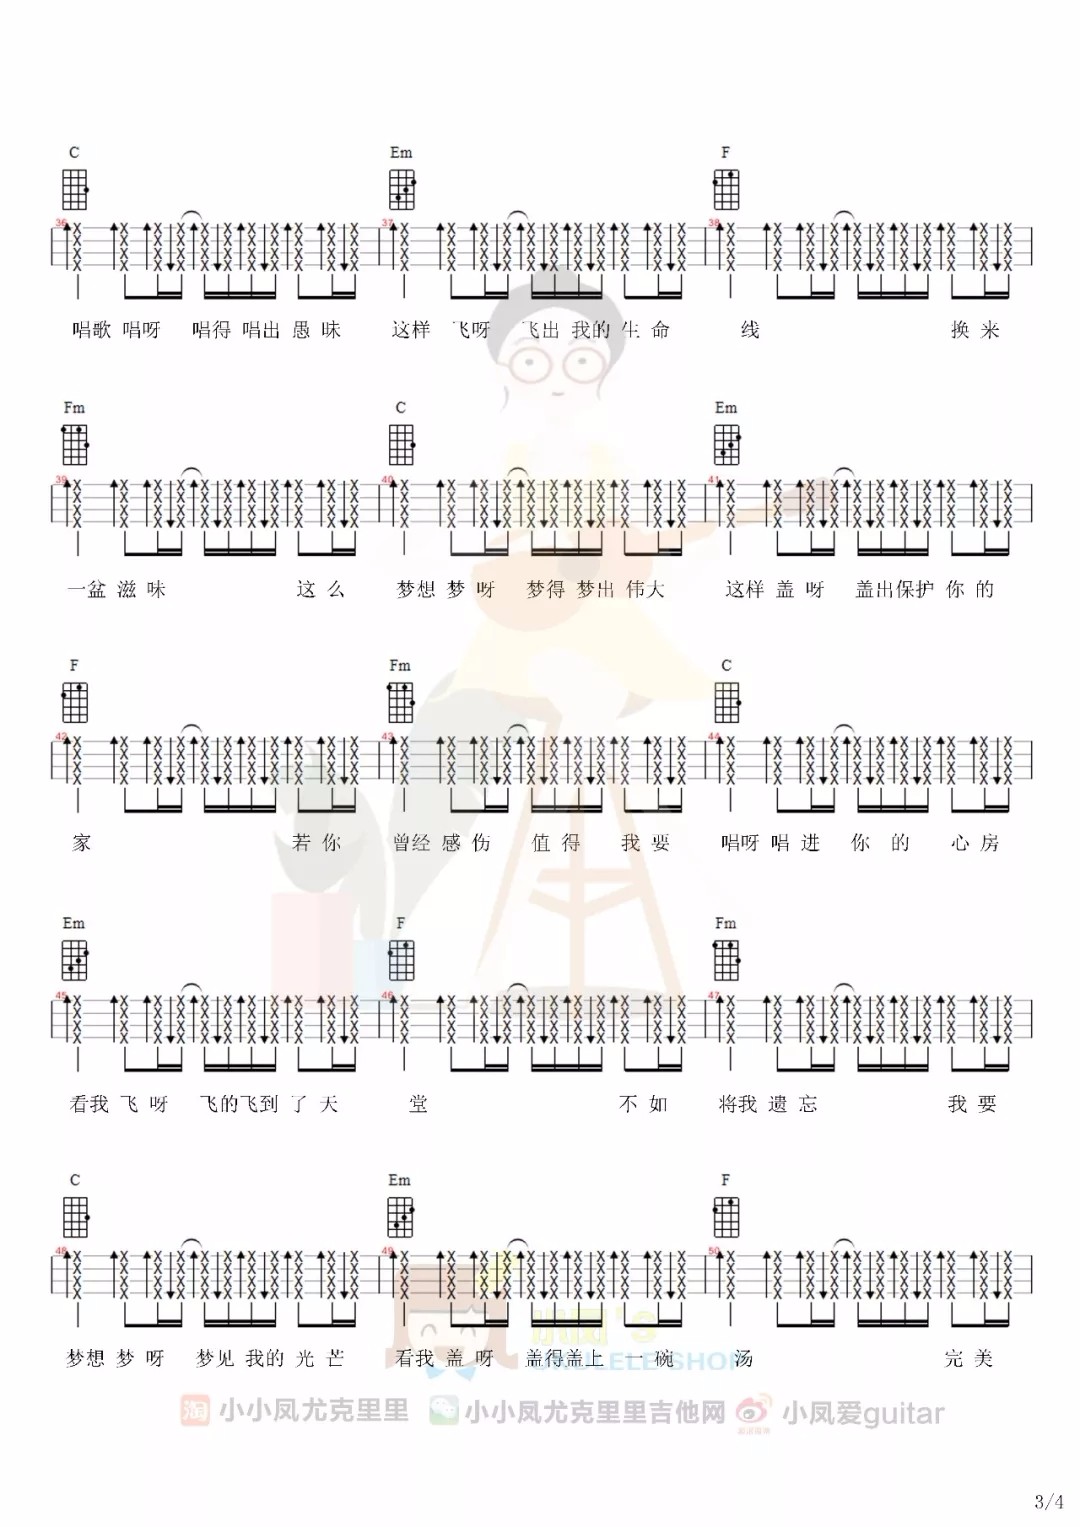 C Em F
36 37 38
唱歌 唱呀 唱得 唱出 愚 昧 这样 飞呀 飞出 我的 生 命 线 换 来
Fm C Em
39 40 41
一盆 滋 味 这 么 梦想 梦 呀 梦得 梦出 伟大 这样 盖 呀 盖出保护 你 的
F Fm C
42 43 44
家 若 你 曾经 感 伤 值 得 我 要 唱呀 唱 进 你 的 心 房
Em F Fm
45 46 47
看我 飞 呀 飞的飞到 了 天 堂 不 如 将我 遗 忘 我 要
C Em F
48 49 50
梦想 梦 呀 梦见 我的 光 芒 看我 盖 呀 盖得盖上 一 碗 汤 完 美
小凤's
UKULELE SHOP
淘 小小凤尤克里里 小小凤尤克里里吉他网 小凤爱guitar
3/4